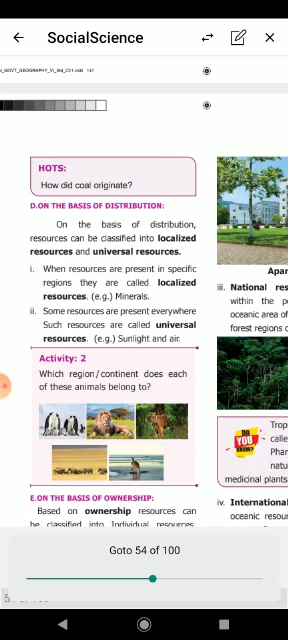 SocialScience
GOVT_GEOGRAPHY_VI_Std_CH1.indd 147
HOTS:
How did coal originate?
D.ON THE BASIS OF DISTRIBUTION:
On the basis of distribution,
resources can be classified into localized
resources and universal resources.
i. When resources are present in specific
regions they are called localized
resources. (e.g.) Minerals.
ii. Some resources are present everywhere
Such resources are called universal
resources. (e.g.) Sunlight and air.
Activity: 2
Which region/continent does each
of these animals belong to?
E.ON THE BASIS OF OWNERSHIP:
Based on ownership resources can
be classified into Individual resources,
Apar
iii. National res
within the p
oceanic area of
forest regions
DO YOU KNOW?
Trop
calle
Phar
natu
medicinal plants
iv. International
oceanic resour
Goto 54 of 100